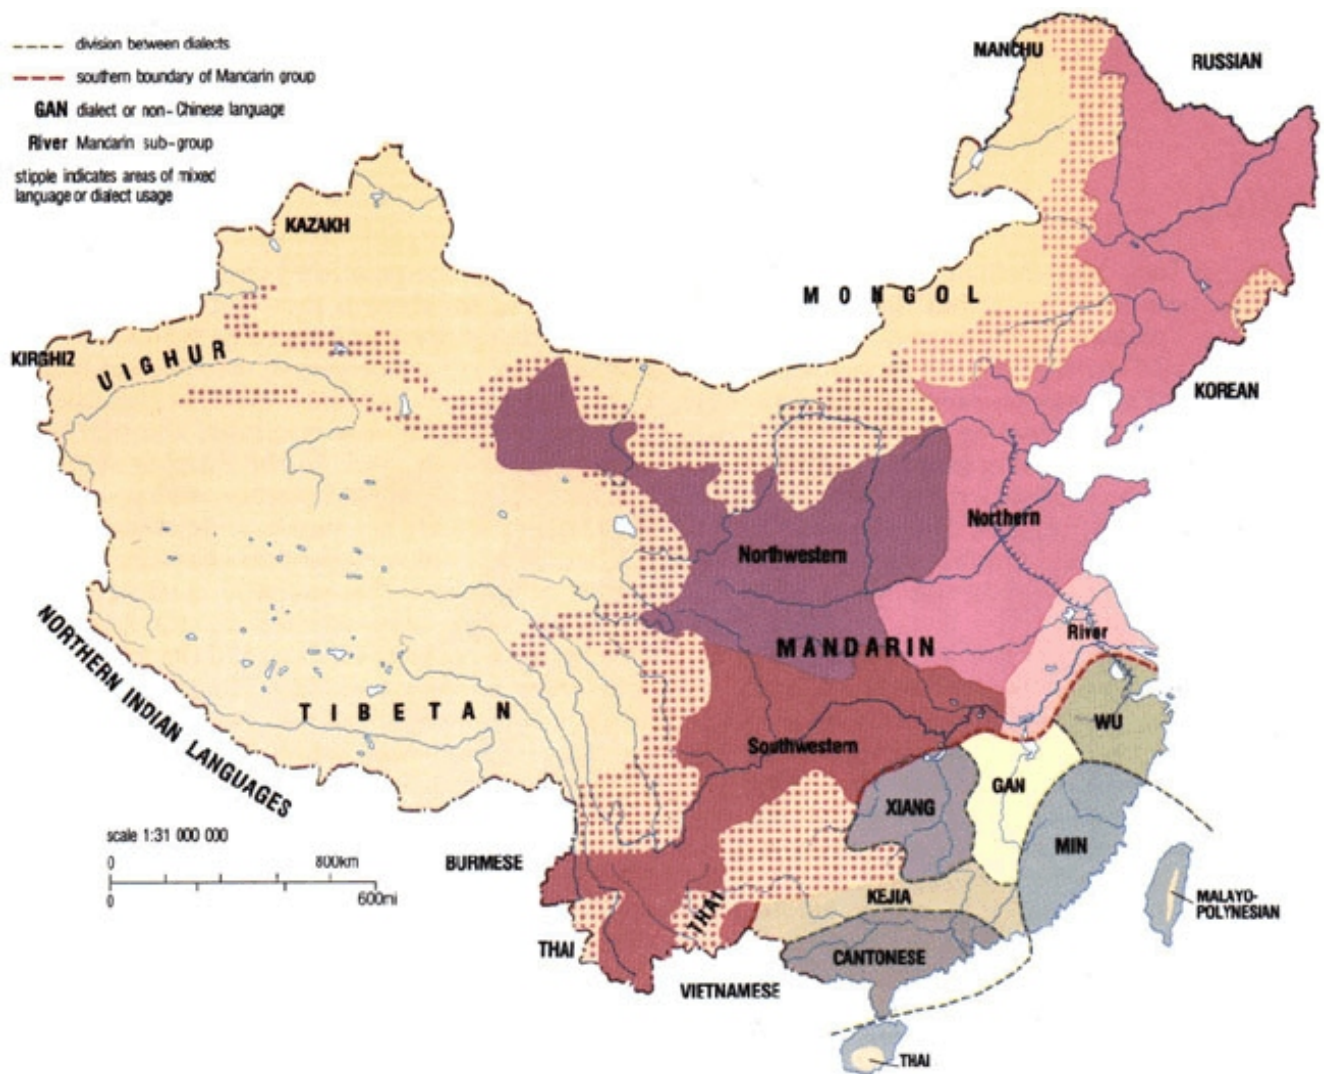 division between dialects
southern boundary of Mandarin group
GAN dialect or non-Chinese language
River Mandarin sub-group
stipple indicates areas of mixed
language or dialect usage
MANCHU
RUSSIAN
KAZAKH
MONGOL
KIRGHIZ
UIGHUR
KOREAN
Northern
Northwestern
River
MANDARIN
NORTHERN INDIAN LANGUAGES
TIBETAN
WU
Southwestern
GAN
XIANG
MIN
scale 1:31 000 000
0 800km
0 600mi
BURMESE
KEJIA
MALAYO-
POLYNESIAN
THAI
THAI
CANTONESE
VIETNAMESE
THAI